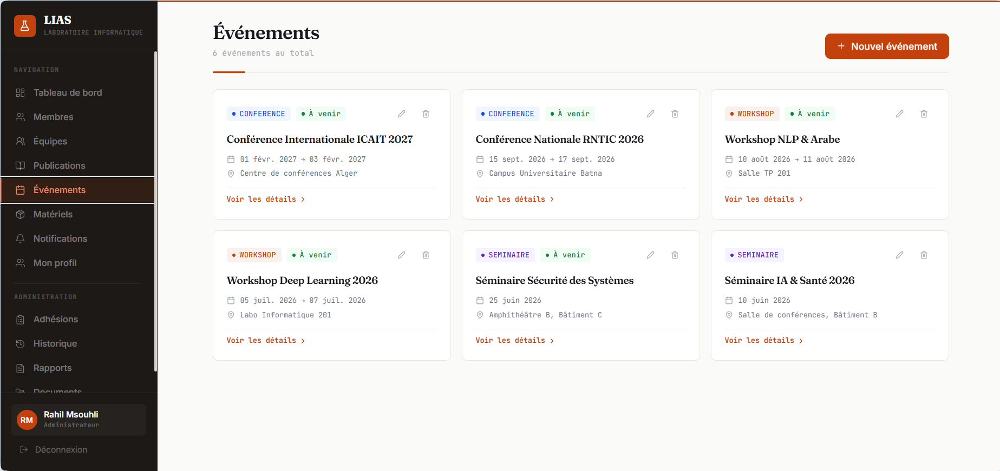 LIAS
LABORATOIRE INFORMATIQUE
NAVIGATION
Tableau de bord
Membres
Équipes
Publications
Événements
Matériels
Notifications
Mon profil
ADMINISTRATION
Adhésions
Historique
Rapports
Documents
RM
Rahil Msouhli
Administrateur
Déconnexion
Événements
6 événements au total
+ Nouvel événement
CONFERENCE À venir
Conférence Internationale ICAIT 2027
01 févr. 2027 → 03 févr. 2027
Centre de conférences Alger
Voir les détails
CONFERENCE À venir
Conférence Nationale RNTIC 2026
15 sept. 2026 → 17 sept. 2026
Campus Universitaire Batna
Voir les détails
WORKSHOP À venir
Workshop NLP & Arabe
10 août 2026 → 11 août 2026
Salle TP 201
Voir les détails
WORKSHOP À venir
Workshop Deep Learning 2026
05 juil. 2026 → 07 juil. 2026
Labo Informatique 201
Voir les détails
SEMINAIRE À venir
Séminaire Sécurité des Systèmes
25 juin 2026
Amphithéâtre B, Bâtiment C
Voir les détails
SEMINAIRE
Séminaire IA & Santé 2026
10 juin 2026
Salle de conférences, Bâtiment B
Voir les détails